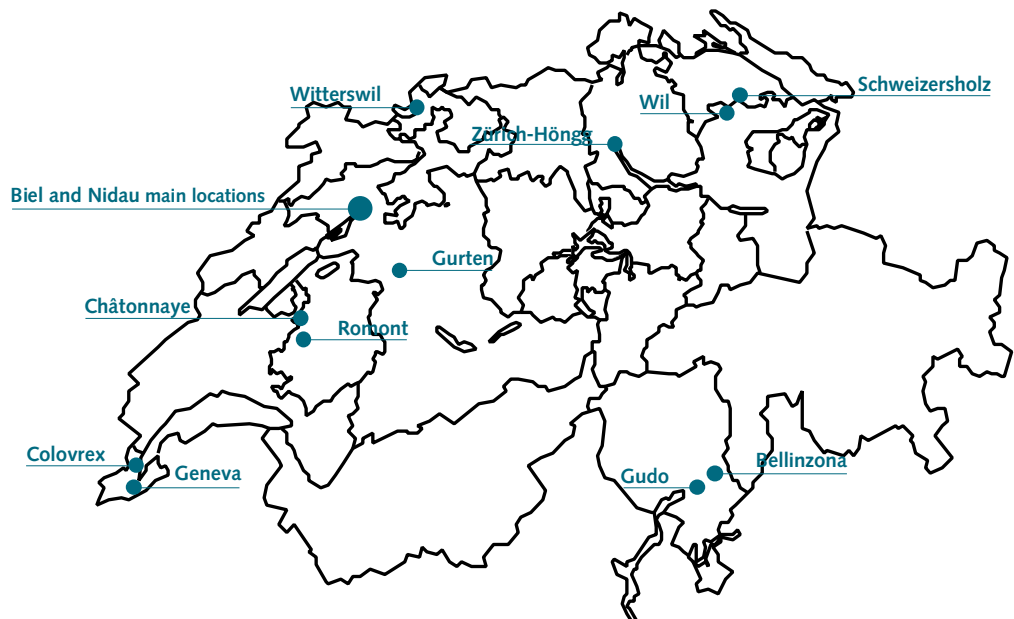 Schweizersholz
Witterswil
Wil
Zürich-Höngg
Biel and Nidau main locations
Gurten
Châtonnaye
Romont
Colovrex
Geneva
Bellinzona
Gudo